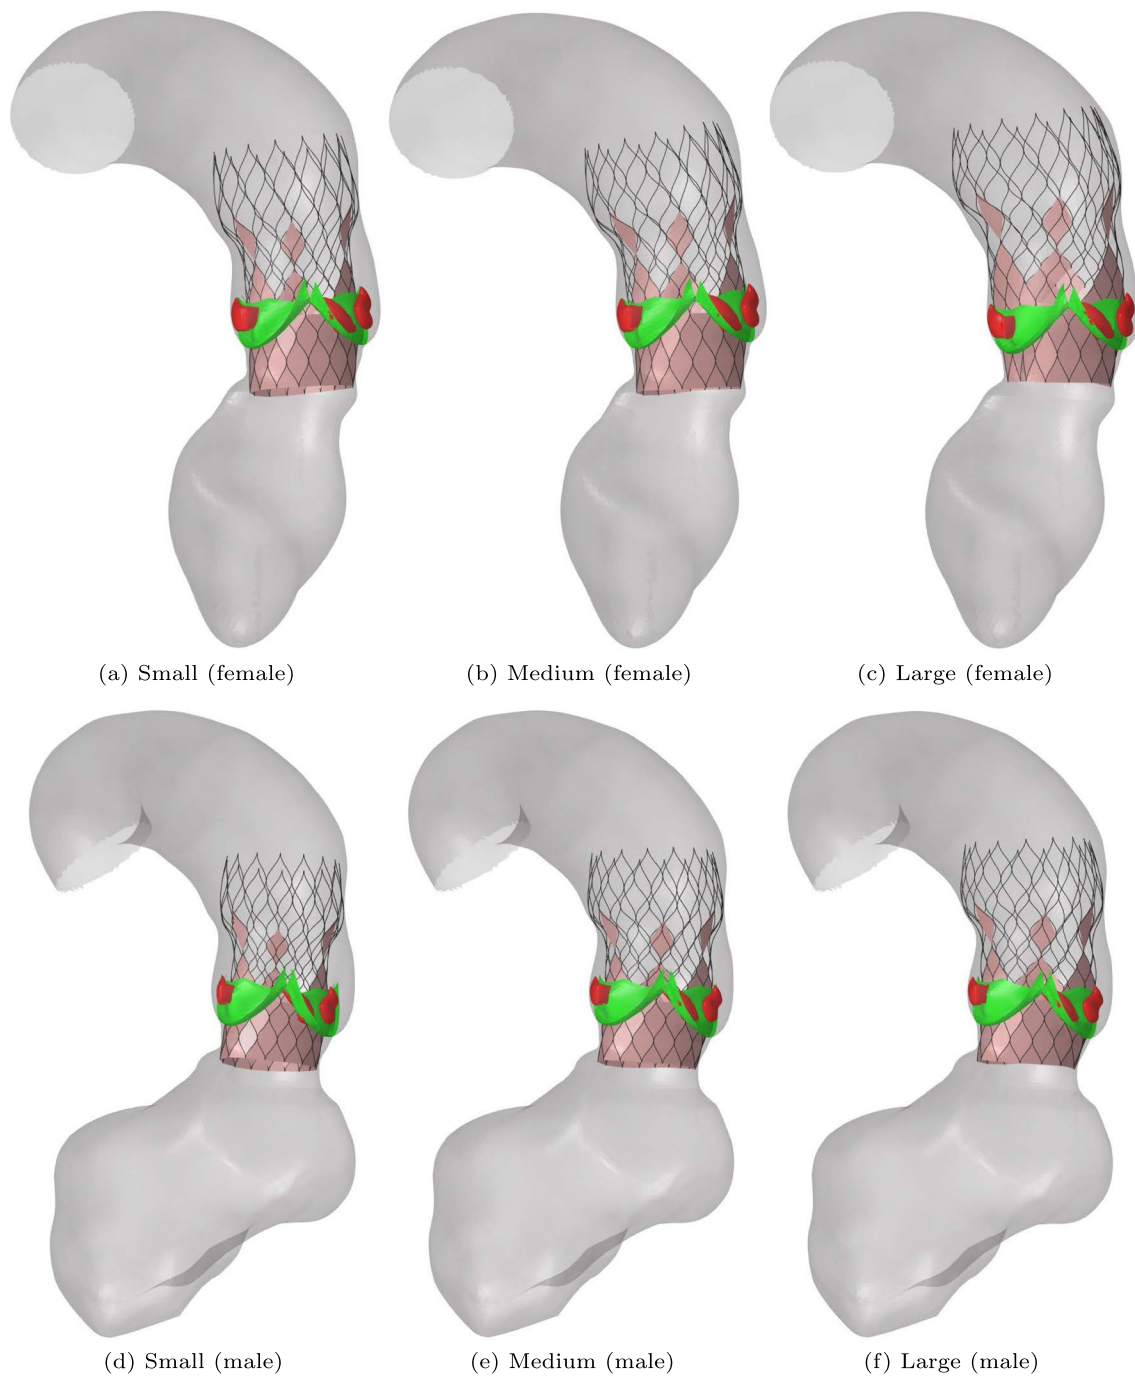 (a) Small (female)
(b) Medium (female)
(c) Large (female)
(d) Small (male)
(e) Medium (male)
(f) Large (male)